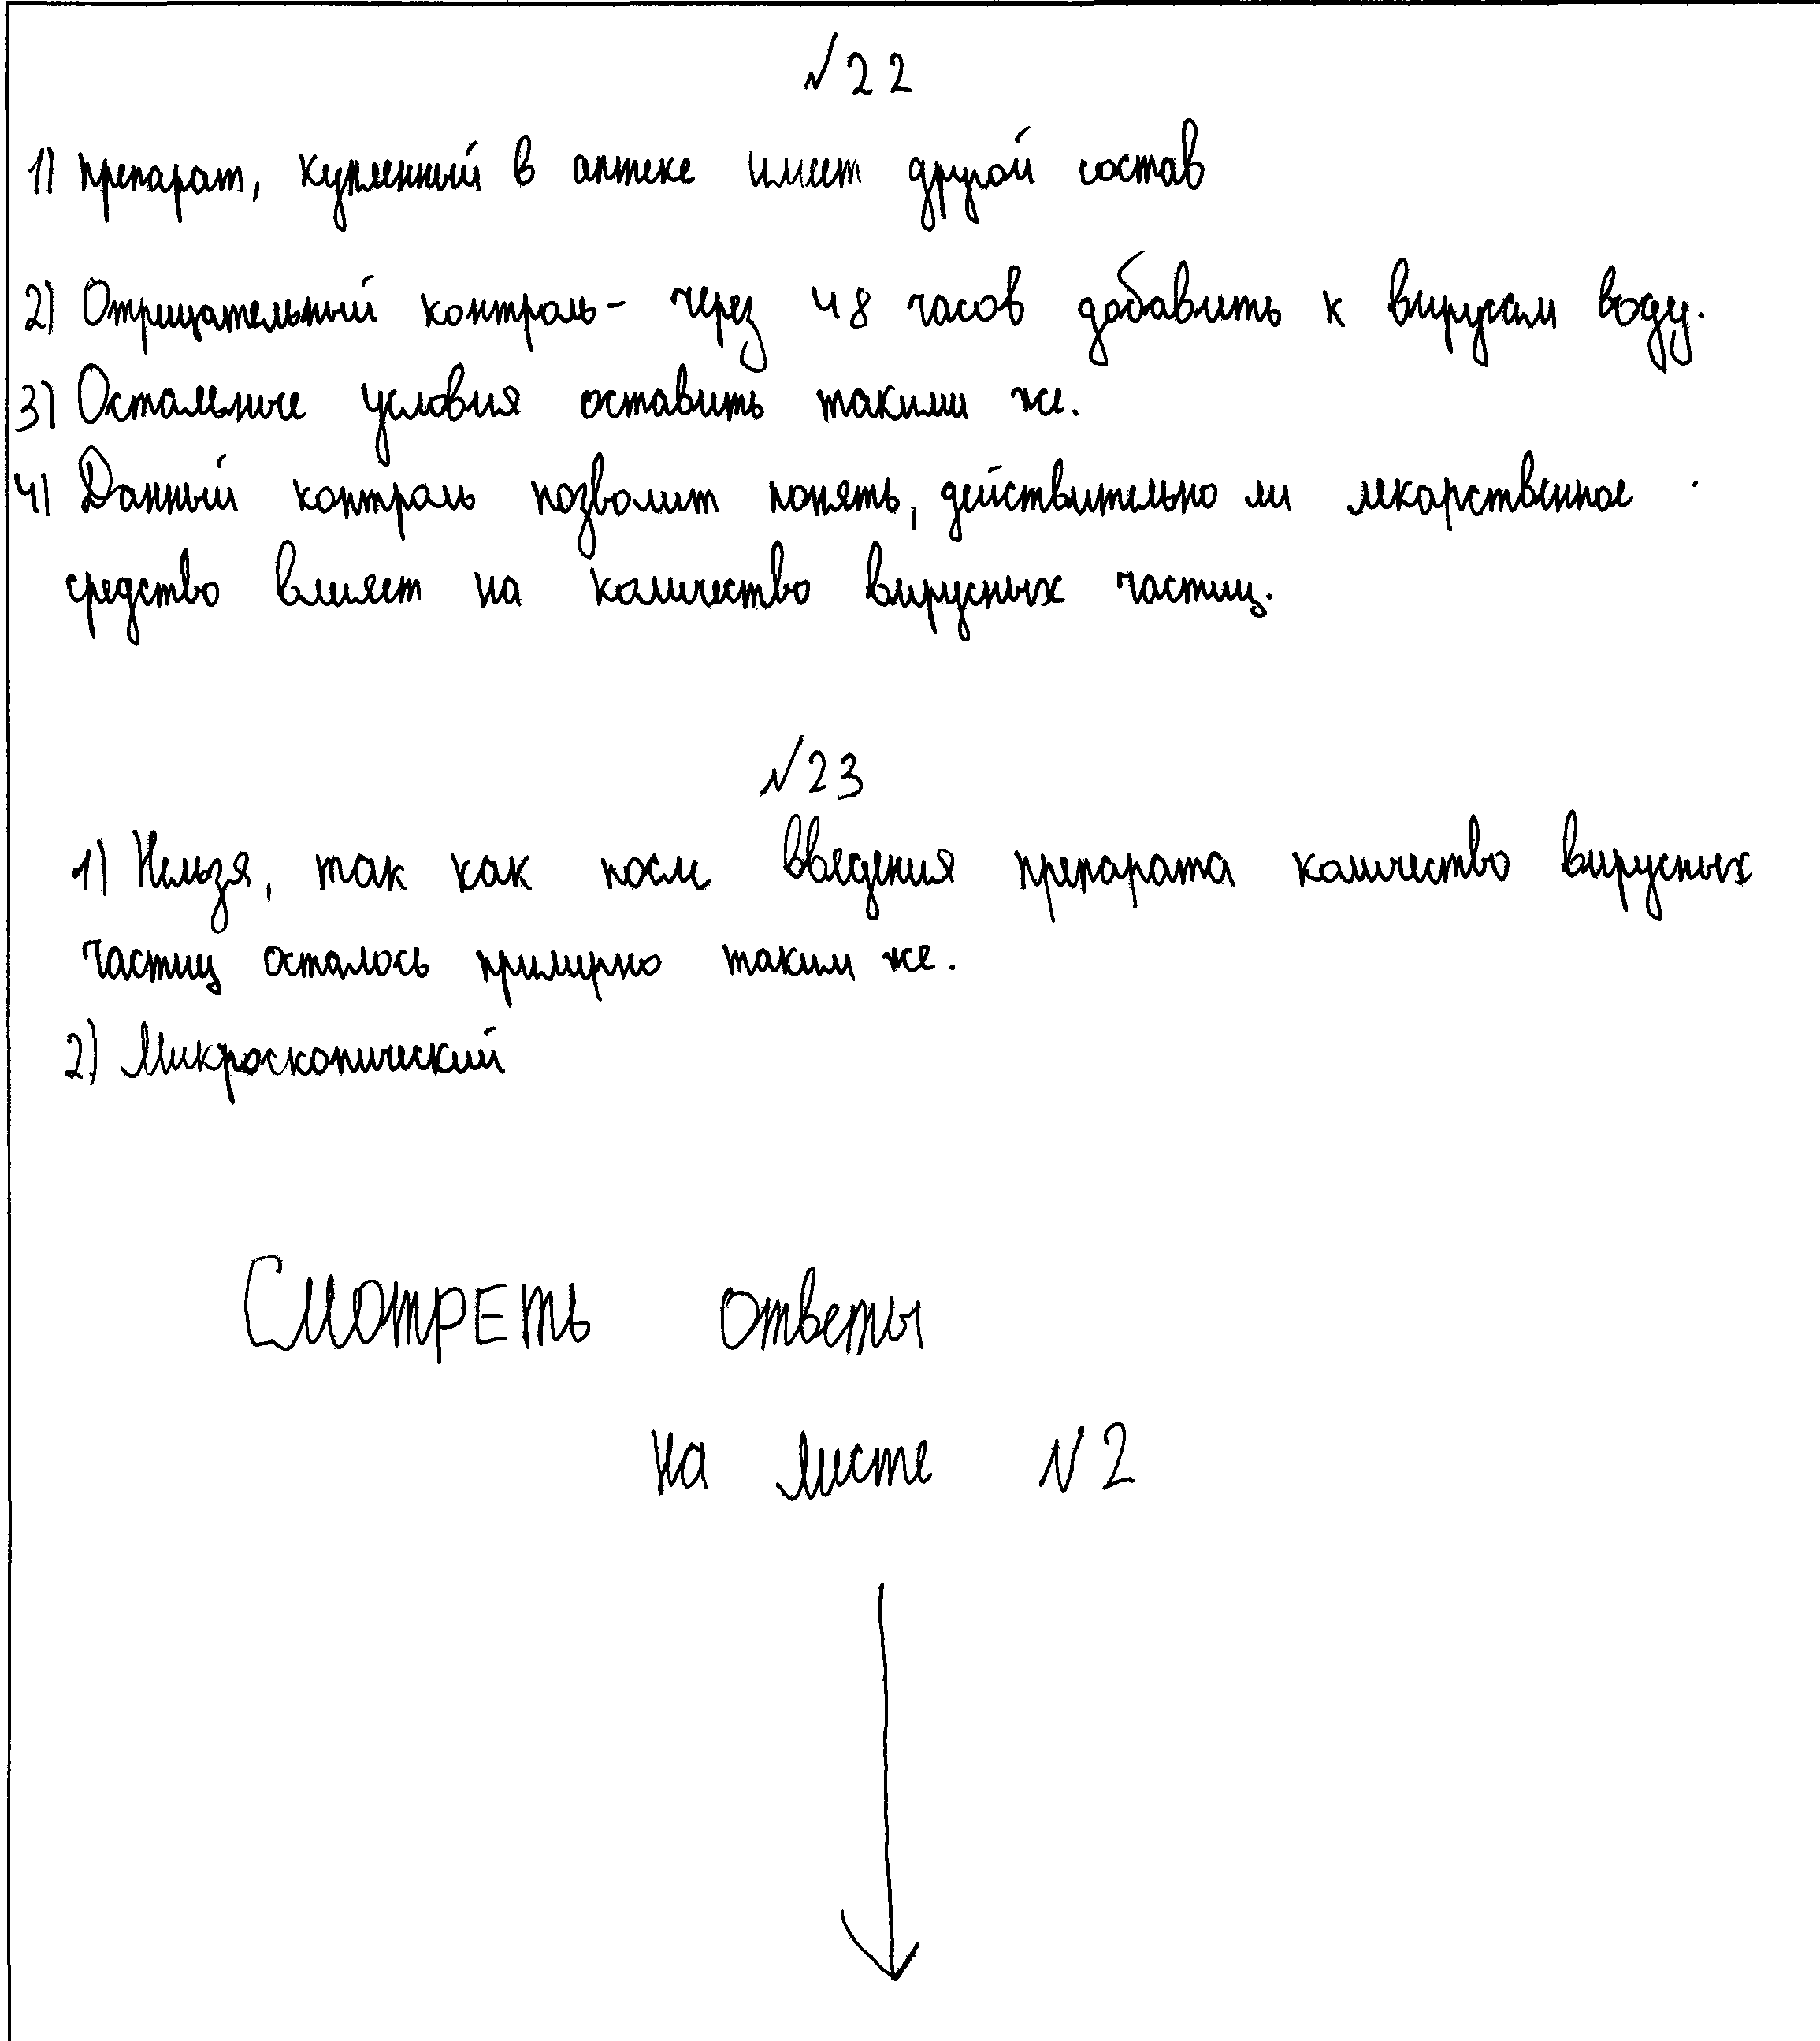 №22
1) препарат, купленный в аптеке имеет другой состав
2) Отрицательный контроль - через 48 часов добавить к вирусам воду.
3) Остальные условия оставить такими же.
4) Данный контроль позволит понять, действительно ли лекарственное
средство влияет на количество вирусных частиц.
№23
1) Нельзя, так как после введения препарата количество вирусных
частиц осталось примерно таким же.
2) Микроскопический
Смотреть ответы
на листе №2